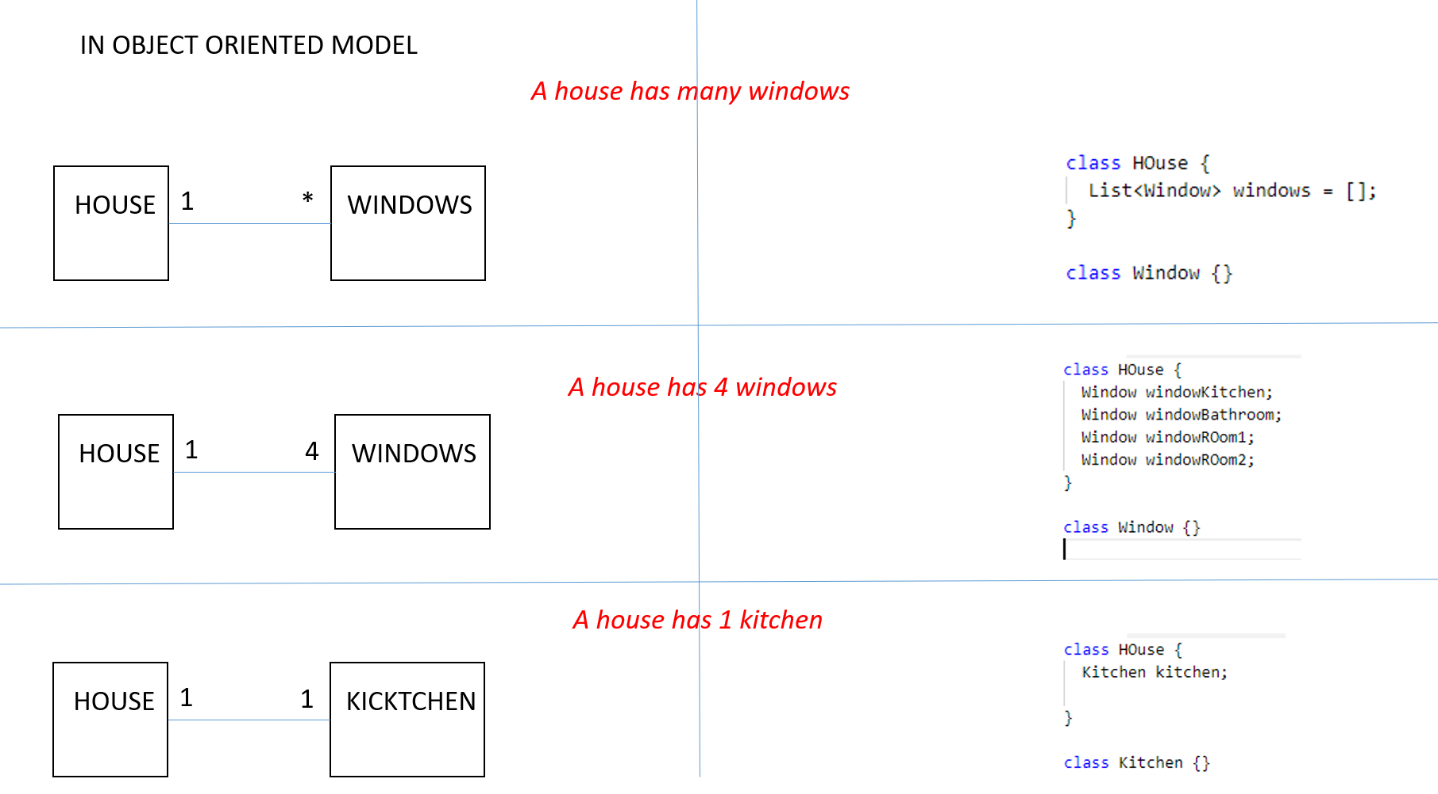 IN OBJECT ORIENTED MODEL
A house has many windows
HOUSE 1 * WINDOWS
class HOuse {
List<Window> windows = [];
}
class Window {}
A house has 4 windows
HOUSE 1 4 WINDOWS
class HOuse {
Window windowKitchen;
Window windowBathroom;
Window windowROom1;
Window windowROom2;
}
class Window {}
A house has 1 kitchen
HOUSE 1 1 KICKTCHEN
class HOuse {
Kitchen kitchen;
}
class Kitchen {}